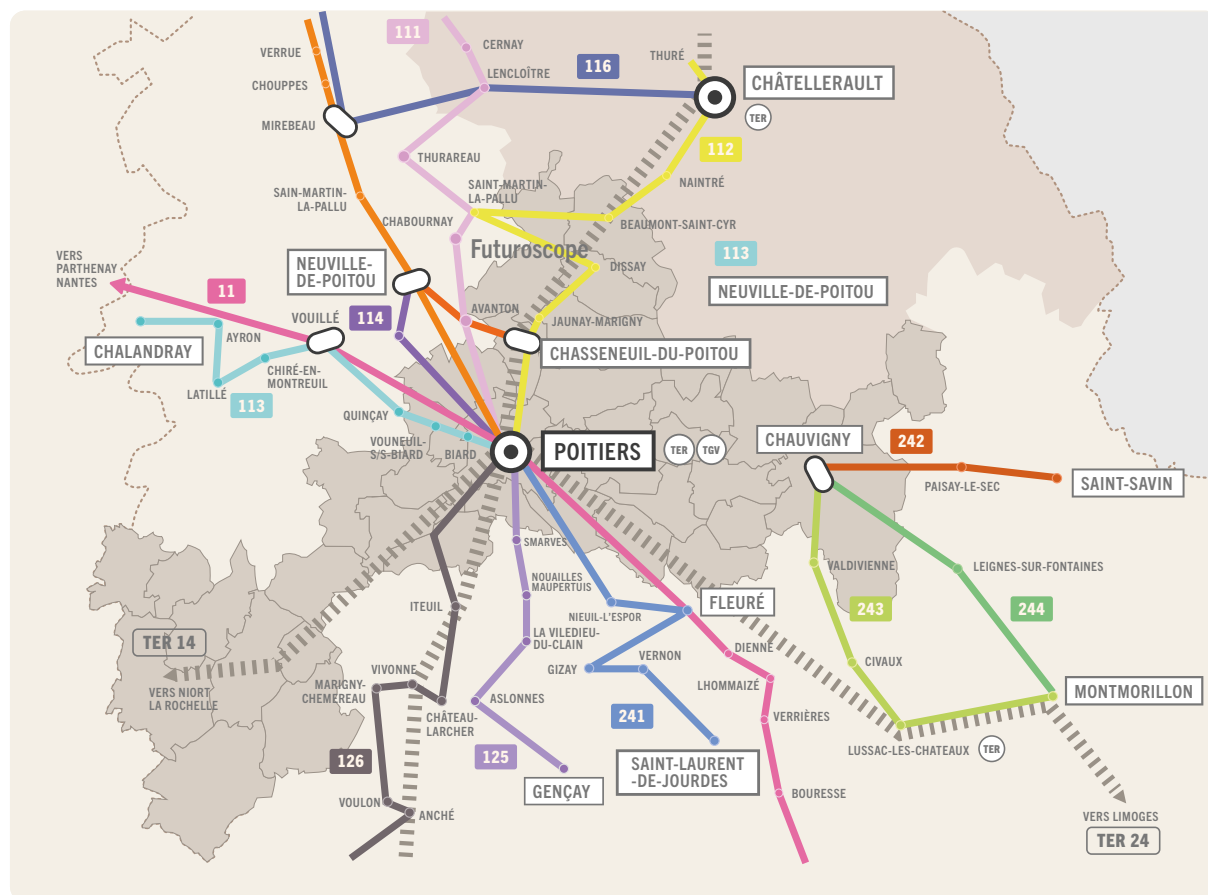 111
CERNAY
VERRUE
THURÉ
116
LENCLOÎTRE
CHÂTELLERAULT
CHOUPPES
TER
MIREBEAU
112
THURAREAU
NAINTRÉ
SAIN-MARTIN-
LA-PALLU
SAINT-MARTIN-
LA-PALLU
CHABOURNAY
BEAUMONT-SAINT-CYR
Futuroscope
VERS
PARTHENAY
NANTES
NEUVILLE-
DE-POITOU
DISSAY
113
NEUVILLE-DE-POITOU
11
VOUILLÉ
114
AVANTON
JAUNAY-MARIGNY
AYRON
CHALANDRAY
CHASSENEUIL-DU-POITOU
CHIRÉ-EN-
MONTREUIL
LATILLÉ
113
QUINÇAY
VOUNEUIL-
S/S-BIARD
BIARD
POITIERS
TER
TGV
CHAUVIGNY
242
PAISAY-LE-SEC
SAINT-SAVIN
SMARVES
VALDIVIENNE
LEIGNES-SUR-FONTAINES
NOUAILLES
MAUPERTUIS
ITEUIL
NIEUIL-L'ESPOR
FLEURÉ
243
244
TER 14
LA VILEDIEU-
DU-CLAIN
DIENNÉ
VERNON
GIZAY
CIVAUX
VIVONNE
LHOMMAIZÉ
VERS NIORT
LA ROCHELLE
MARIGNY-
CHEMEREAU
ASLONNES
MONTMORILLON
CHÂTEAU-
LARCHER
241
VERRIÈRES
LUSSAC-LES-CHATEAUX
TER
126
125
SAINT-LAURENT
-DE-JOURDES
GENÇAY
BOURESSE
VOULON
ANCHÉ
VERS LIMOGES
TER 24